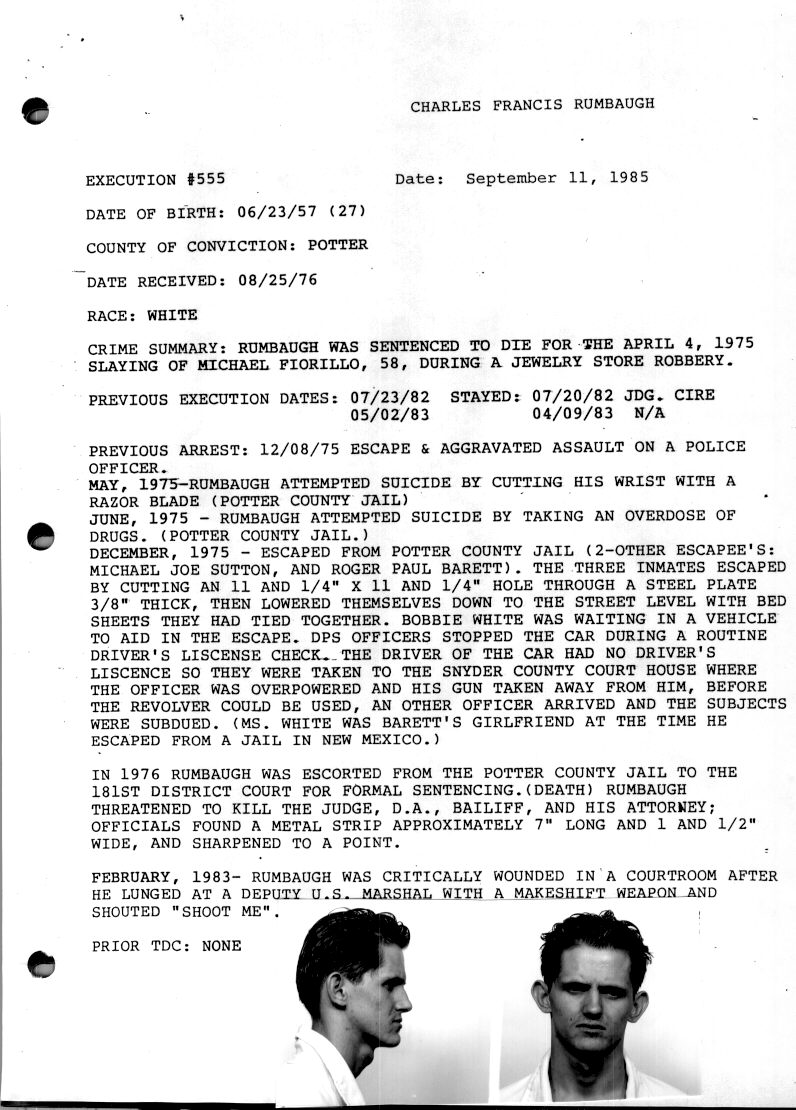 CHARLES FRANCIS RUMBAUGH
EXECUTION #555 Date: September 11, 1985
DATE OF BIRTH: 06/23/57 (27)
COUNTY OF CONVICTION: POTTER
DATE RECEIVED: 08/25/76
RACE: WHITE
CRIME SUMMARY: RUMBAUGH WAS SENTENCED TO DIE FOR THE APRIL 4, 1975
SLAYING OF MICHAEL FIORILLO, 58, DURING A JEWELRY STORE ROBBERY.
PREVIOUS EXECUTION DATES: 07/23/82 STAYED: 07/20/82 JDG. CIRE
05/02/83 04/09/83 N/A
PREVIOUS ARREST: 12/08/75 ESCAPE & AGGRAVATED ASSAULT ON A POLICE
OFFICER.
MAY, 1975-RUMBAUGH ATTEMPTED SUICIDE BY CUTTING HIS WRIST WITH A
RAZOR BLADE (POTTER COUNTY JAIL)
JUNE, 1975 - RUMBAUGH ATTEMPTED SUICIDE BY TAKING AN OVERDOSE OF
DRUGS. (POTTER COUNTY JAIL.)
DECEMBER, 1975 - ESCAPED FROM POTTER COUNTY JAIL (2-OTHER ESCAPEE'S:
MICHAEL JOE SUTTON, AND ROGER PAUL BARETT). THE THREE INMATES ESCAPED
BY CUTTING AN 11 AND 1/4" X 11 AND 1/4" HOLE THROUGH A STEEL PLATE
3/8" THICK, THEN LOWERED THEMSELVES DOWN TO THE STREET LEVEL WITH BED
SHEETS THEY HAD TIED TOGETHER. BOBBIE WHITE WAS WAITING IN A VEHICLE
TO AID IN THE ESCAPE. DPS OFFICERS STOPPED THE CAR DURING A ROUTINE
DRIVER'S LISCENSE CHECK. THE DRIVER OF THE CAR HAD NO DRIVER'S
LISCENCE SO THEY WERE TAKEN TO THE SNYDER COUNTY COURT HOUSE WHERE
THE OFFICER WAS OVERPOWERED AND HIS GUN TAKEN AWAY FROM HIM, BEFORE
THE REVOLVER COULD BE USED, AN OTHER OFFICER ARRIVED AND THE SUBJECTS
WERE SUBDUED. (MS. WHITE WAS BARETT'S GIRLFRIEND AT THE TIME HE
ESCAPED FROM A JAIL IN NEW MEXICO.)
IN 1976 RUMBAUGH WAS ESCORTED FROM THE POTTER COUNTY JAIL TO THE
181ST DISTRICT COURT FOR FORMAL SENTENCING.(DEATH) RUMBAUGH
THREATENED TO KILL THE JUDGE, D.A., BAILIFF, AND HIS ATTORNEY;
OFFICIALS FOUND A METAL STRIP APPROXIMATELY 7" LONG AND 1 AND 1/2"
WIDE, AND SHARPENED TO A POINT.
FEBRUARY, 1983- RUMBAUGH WAS CRITICALLY WOUNDED IN A COURTROOM AFTER
HE LUNGED AT A DEPUTY U.S. MARSHAL WITH A MAKESHIFT WEAPON AND
SHOUTED "SHOOT ME".
PRIOR TDC: NONE